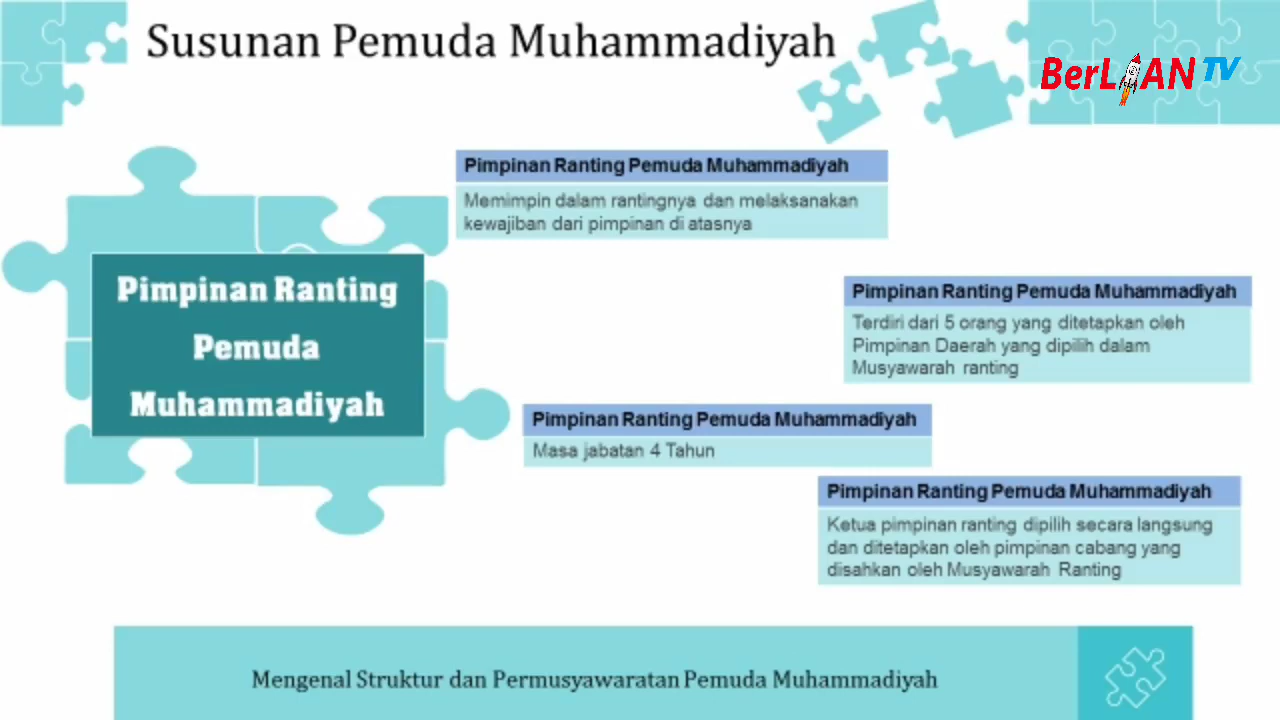 Susunan Pemuda Muhammadiyah
BerLIAN TV
Pimpinan Ranting Pemuda Muhammadiyah
Memimpin dalam rantingnya dan melaksanakan
kewajiban dari pimpinan di atasnya
Pimpinan Ranting
Pemuda
Muhammadiyah
Pimpinan Ranting Pemuda Muhammadiyah
Terdiri dari 5 orang yang ditetapkan oleh
Pimpinan Daerah yang dipilih dalam
Musyawarah ranting
Pimpinan Ranting Pemuda Muhammadiyah
Masa jabatan 4 Tahun
Pimpinan Ranting Pemuda Muhammadiyah
Ketua pimpinan ranting dipilih secara langsung
dan ditetapkan oleh pimpinan cabang yang
disahkan oleh Musyawarah Ranting
Mengenal Struktur dan Permusyawaratan Pemuda Muhammadiyah